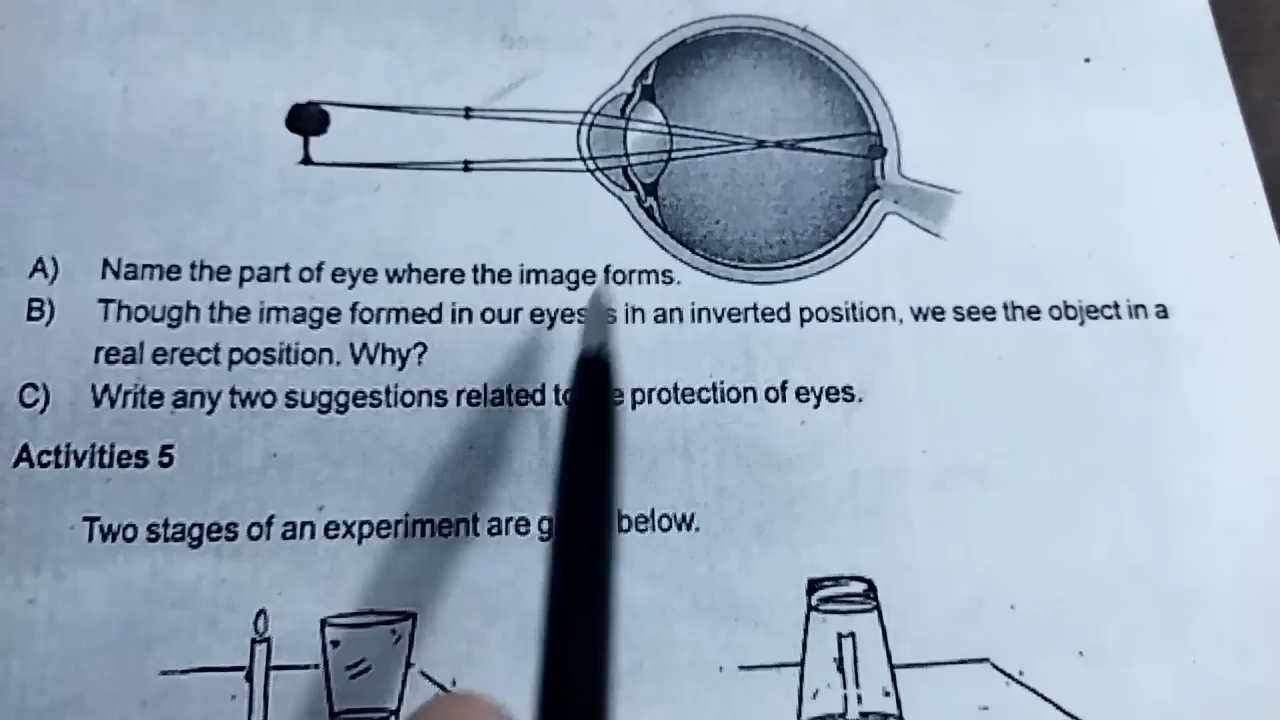 A) Name the part of eye where the image forms.
B) Though the image formed in our eyes in an inverted position, we see the object in a
real erect position. Why?
C) Write any two suggestions related protection of eyes.
Activities 5
Two stages of an experiment are below.